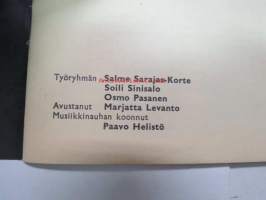 Työryhmän Salme Sarajas-Korte
Soili Sinisalo
Osmo Pasanen
Avustanut Marjatta Levanto
Musiikkinauhan koonnut
Paavo Helistö